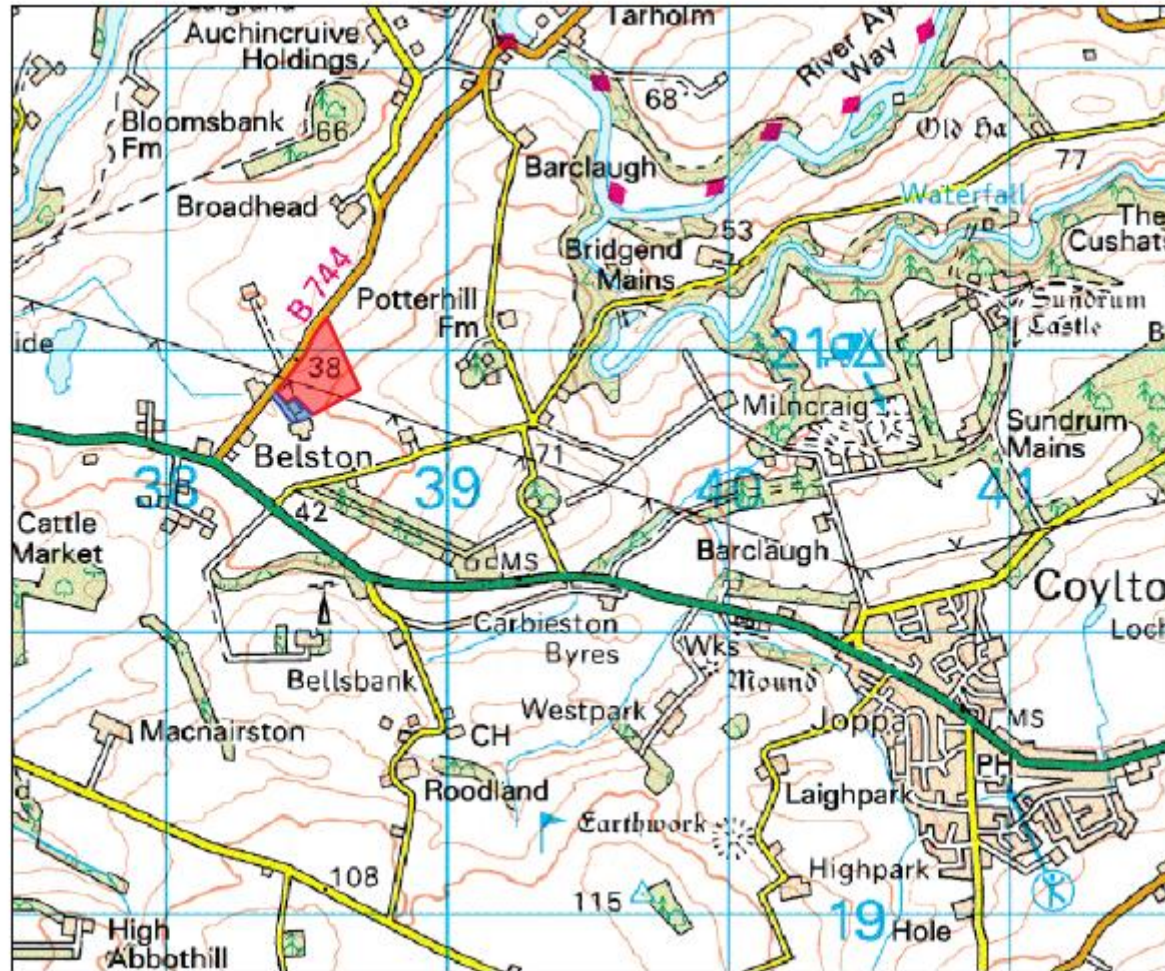 Tarholm
Auchincruive
Holdings
River Ay
Way
68
Bloomsbank
Fm
66
Old Ha
Barclaugh
77
Broadhead
Waterfall
The
Cushats
53
Bridgend
Mains
B 744
Potterhill
Fm
Sundrum
Castle
ide
21
B
38
Milncraig
Sundrum
Mains
Belston
71
38
39
40
41
42
Cattle
Market
MS
Barclaugh
Coylto
Loch
Carbieston
Byres
Wks
Mound
Bellsbank
Westpark
Joppa
MS
Macnairston
CH
PH
Roodland
Laighpark
d
Earthwork
Highpark
108
115
19
Hole
High
Abbothill